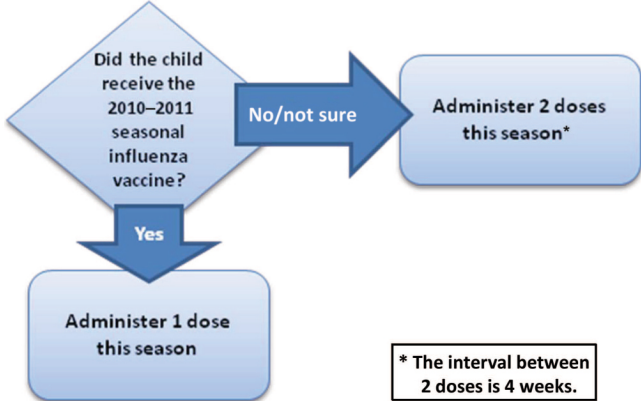 Did the child
receive the
2010–2011
seasonal
influenza
vaccine?
No/not sure
Administer 2 doses
this season*
Yes
Administer 1 dose
this season
* The interval between
2 doses is 4 weeks.